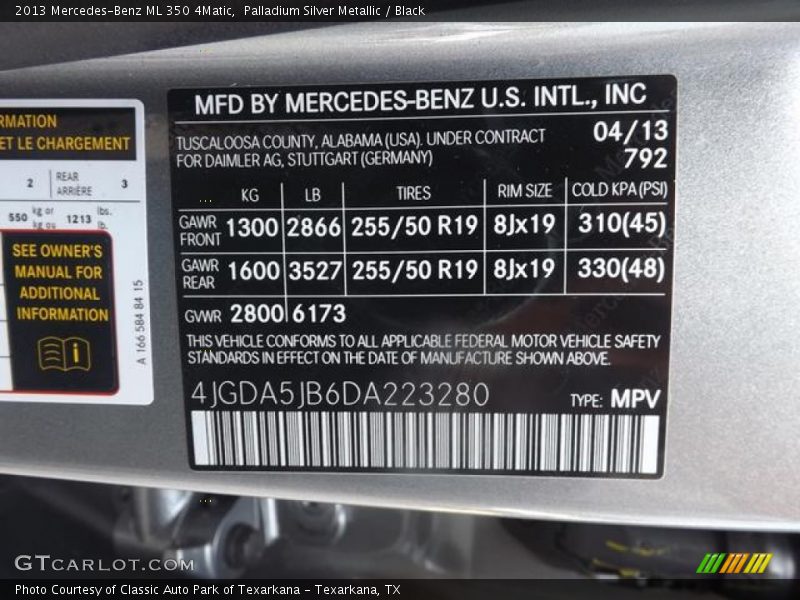 2013 Mercedes-Benz ML 350 4Matic,  Palladium Silver Metallic / Black
RMATION
ET LE CHARGEMENT
2 REAR ARRIÈRE 3
550 kg or kg ou 1213 lbs. lb.
SEE OWNER'S
MANUAL FOR
ADDITIONAL
INFORMATION
A 166 584 84 15
MFD BY MERCEDES-BENZ U.S. INTL., INC
TUSCALOOSA COUNTY, ALABAMA (USA). UNDER CONTRACT
FOR DAIMLER AG, STUTTGART (GERMANY)
04/13
792
KG LB TIRES RIM SIZE COLD KPA (PSI)
GAWR FRONT 1300 2866 255/50 R19 8Jx19 310(45)
GAWR REAR 1600 3527 255/50 R19 8Jx19 330(48)
GVWR 2800 6173
THIS VEHICLE CONFORMS TO ALL APPLICABLE FEDERAL MOTOR VEHICLE SAFETY
STANDARDS IN EFFECT ON THE DATE OF MANUFACTURE SHOWN ABOVE.
4JGDA5JB6DA223280
TYPE: MPV
GTCARLOT.COM
Photo Courtesy of Classic Auto Park of Texarkana - Texarkana, TX